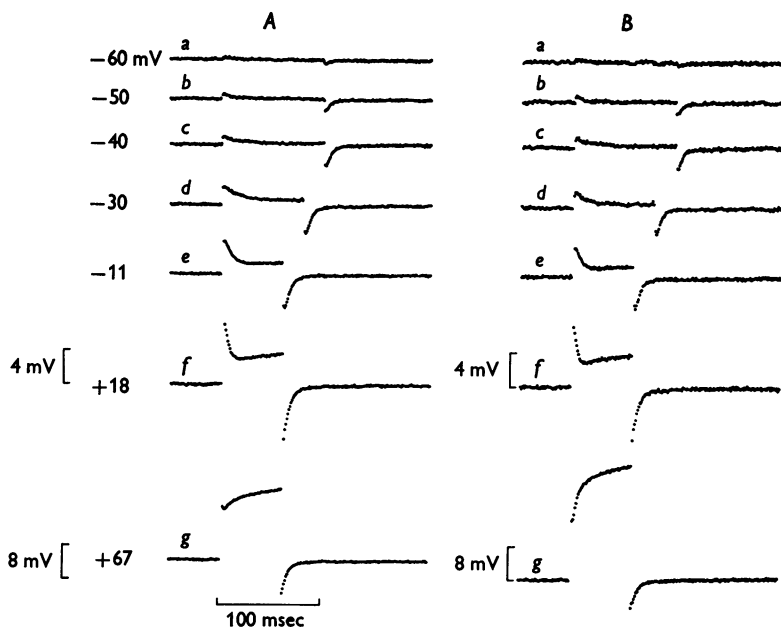 A B
−60 mV a a
−50 b b
−40 c c
−30 d d
−11 e e
4 mV +18 f 4 mV f
8 mV +67 g 8 mV g
100 msec